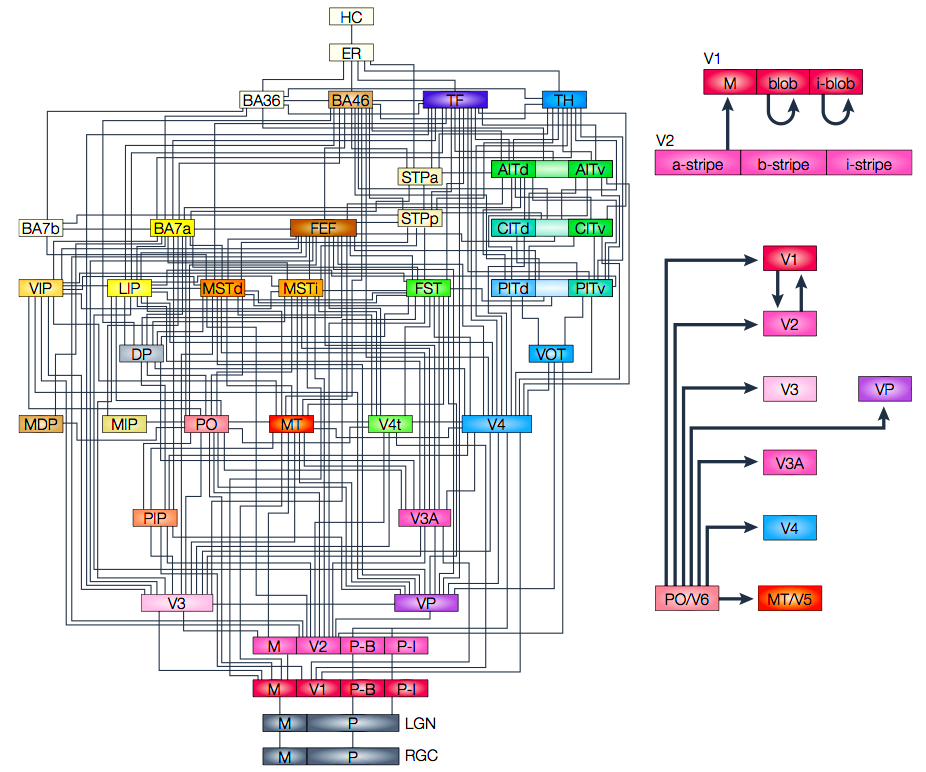 HC
ER
BA36 BA46 TF TH
STPa AITd AITv
STPp
BA7b BA7a FEF CITd CITv
VIP LIP MSTd MSTi FST PITd PITv
DP VOT
MDP MIP PO MT V4t V4
PIP V3A
V3 VP
M V2 P-B P-I
M V1 P-B P-I
M P LGN
M P RGC
V1
M blob i-blob
V2
a-stripe b-stripe i-stripe
V1
V2
V3 VP
V3A
V4
PO/V6 MT/V5